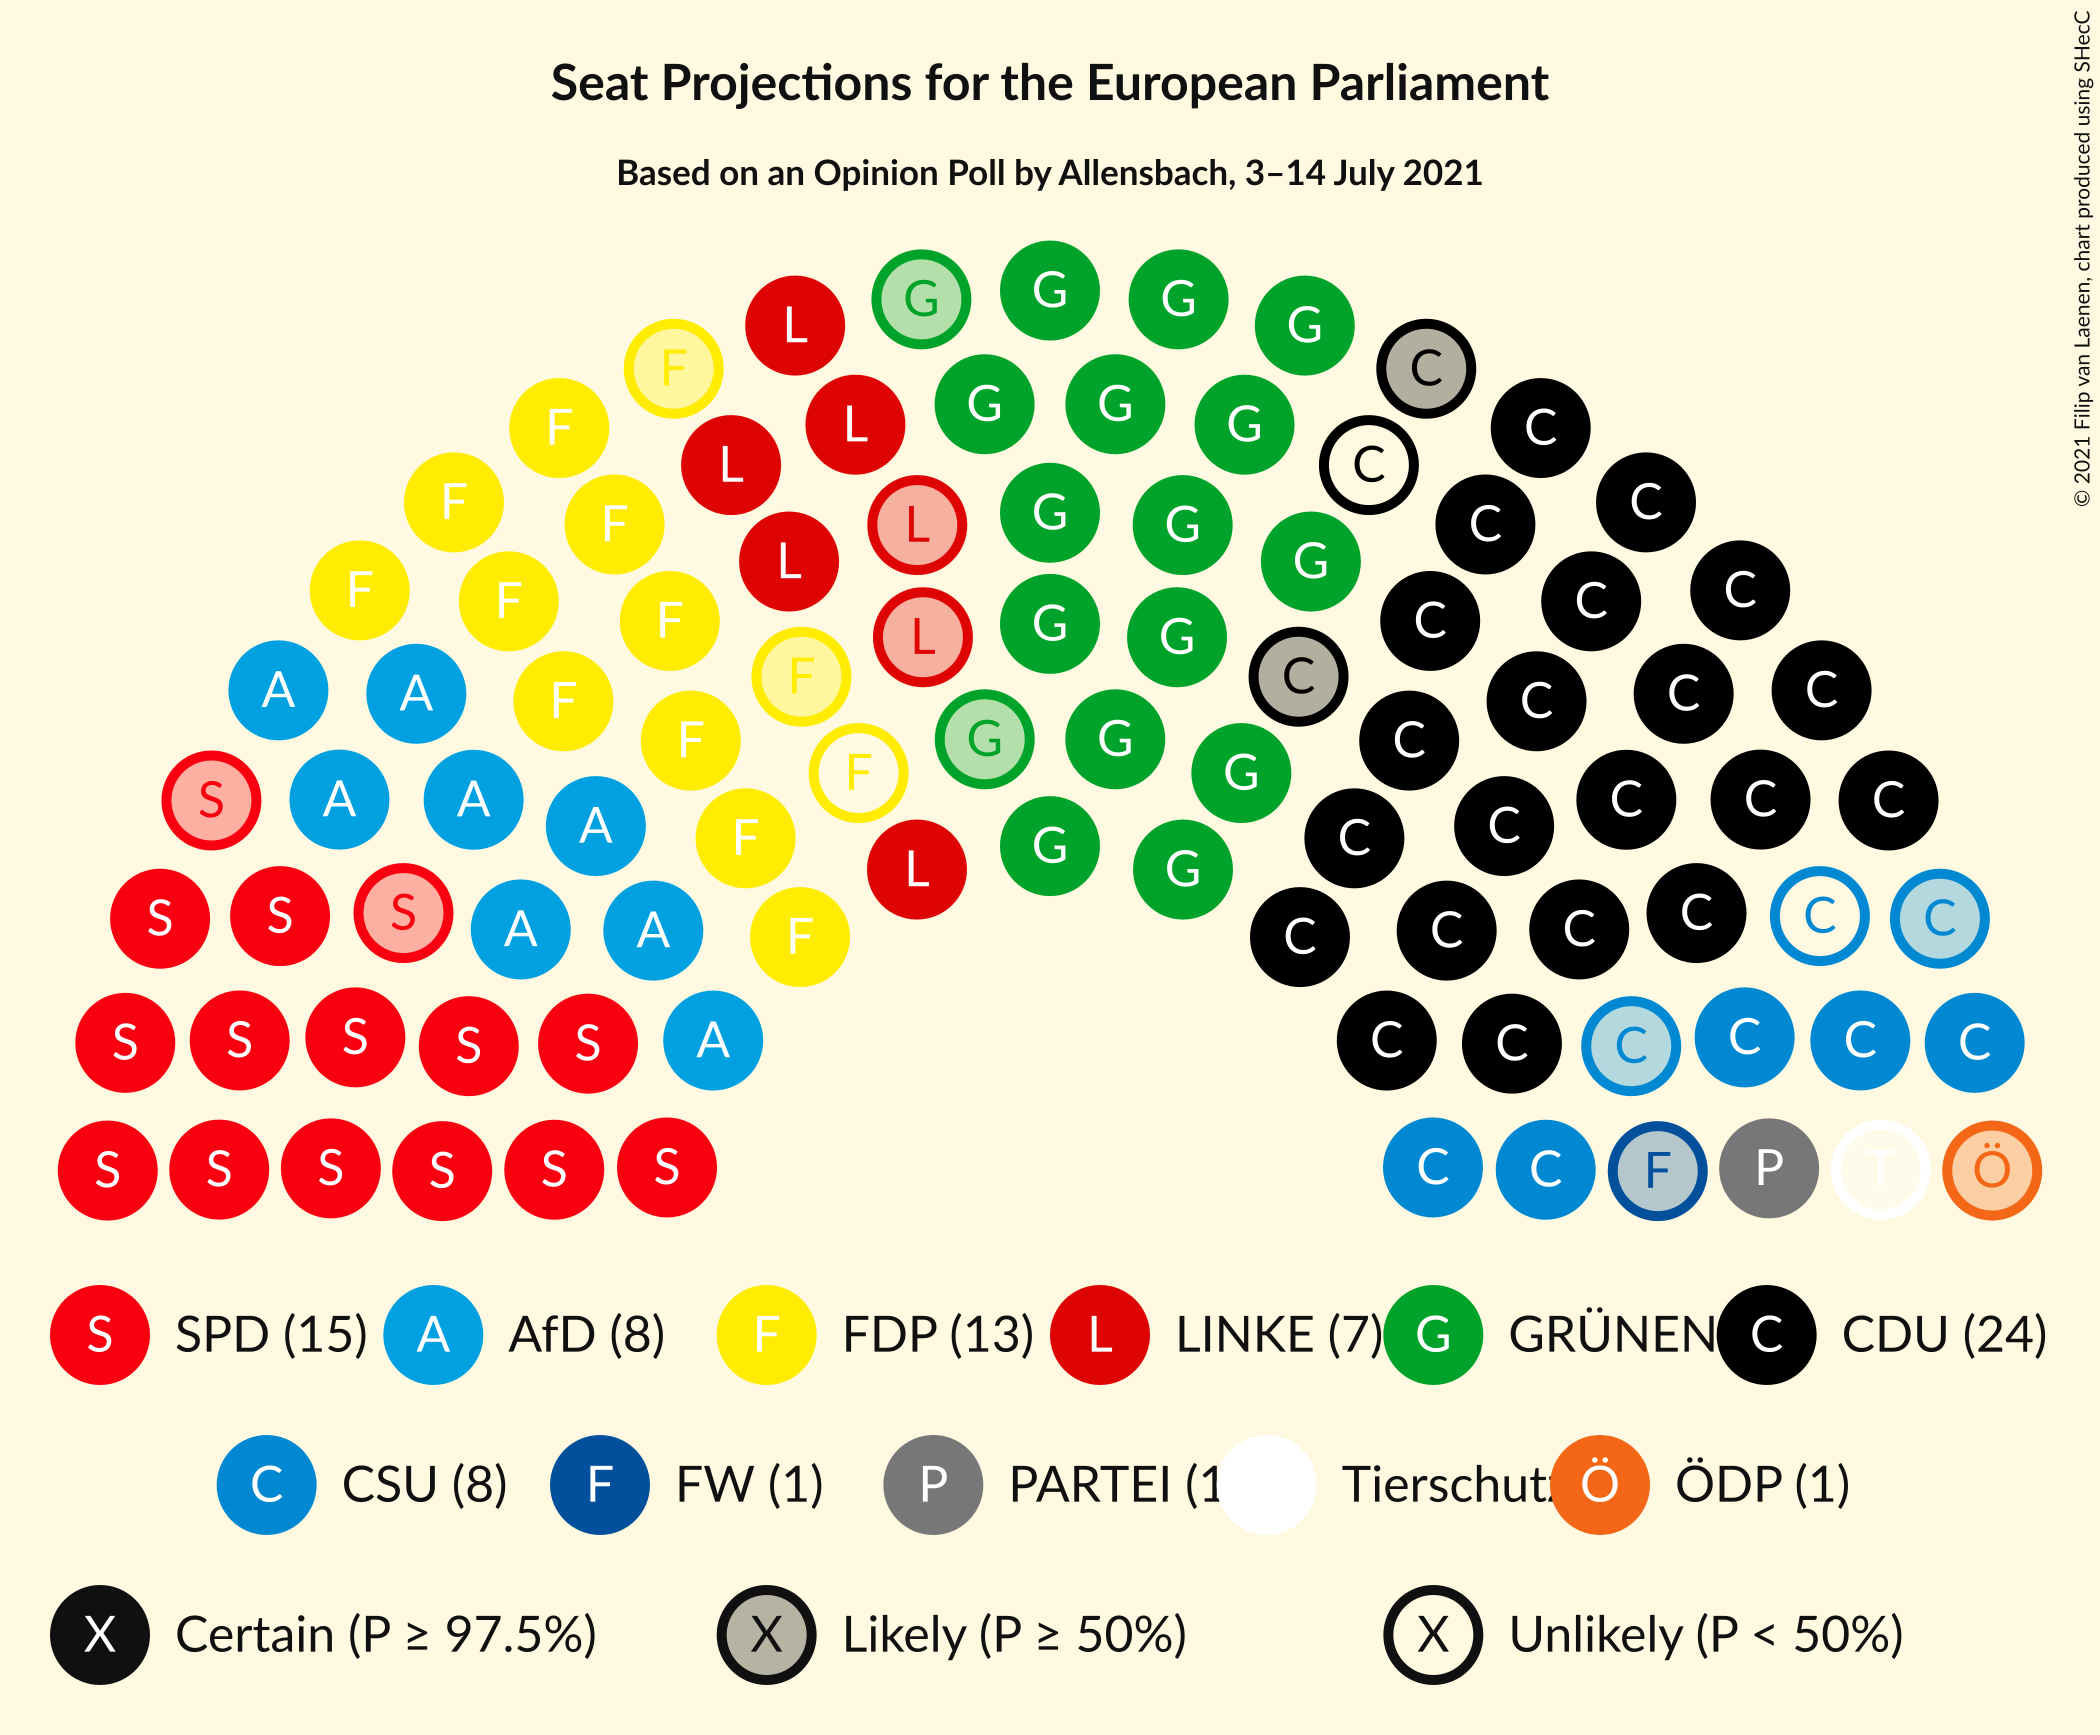 Seat Projections for the European Parliament
Based on an Opinion Poll by Allensbach, 3–14 July 2021
© 2021 Filip van Laenen, chart produced using SHecC
G G G G
L C
F C
F G G G C
L C
F L C
F L G G G C
F L C
F C
F L G G C
A A F F C C C C
F G G G
S A A A F C C C C C
L G G
S S S A A F C C C C C C
S S S S S A C C C C C C
S S S S S S C C F P T Ö
S SPD (15) A AfD (8) F FDP (13) L LINKE (7) G GRÜNEN C CDU (24)
C CSU (8) F FW (1) P PARTEI (1 Tierschutz Ö ÖDP (1)
X Certain (P ≥ 97.5%) X Likely (P ≥ 50%) X Unlikely (P < 50%)